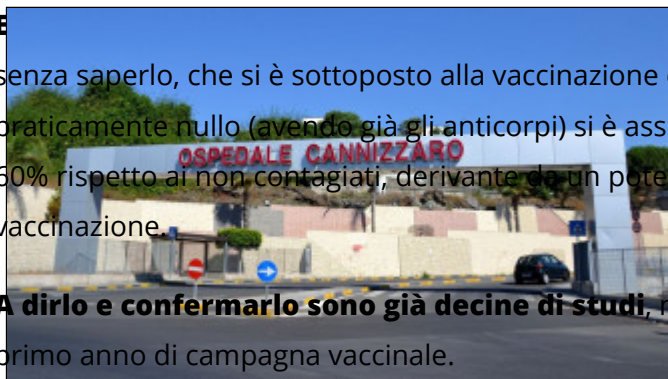 senza saperlo, che si è sottoposto alla vaccinazione
praticamente nullo (avendo già gli anticorpi) si è ass
OSPEDALE CANNIZZARO
60% rispetto ai non contagiati, derivante da un pote
vaccinazione.
A dirlo e confermarlo sono già decine di studi,
primo anno di campagna vaccinale.